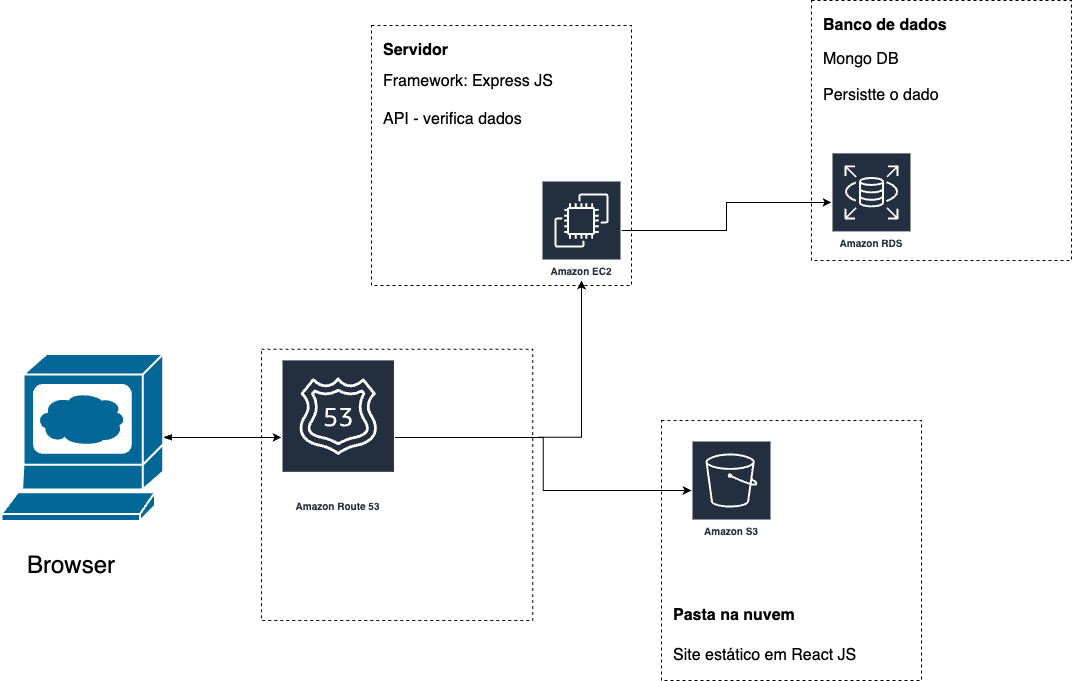 Servidor
Framework: Express JS
API - verifica dados
Amazon EC2
Banco de dados
Mongo DB
Persistte o dado
Amazon RDS
53
Amazon Route 53
Browser
Amazon S3
Pasta na nuvem
Site estático em React JS